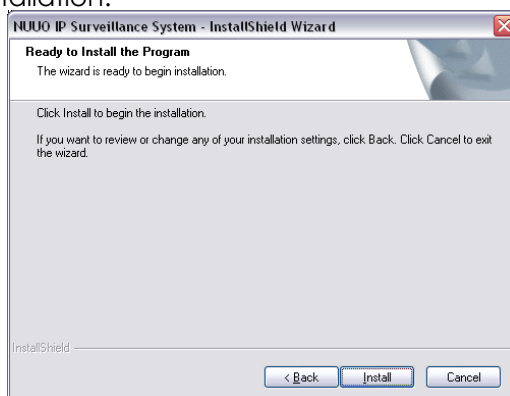 tallation.
NUUO IP Surveillance System - InstallShield Wizard
Ready to Install the Program
The wizard is ready to begin installation.
Click Install to begin the installation.
If you want to review or change any of your installation settings, click Back. Click Cancel to exit
the wizard.
InstallShield
< Back Install Cancel